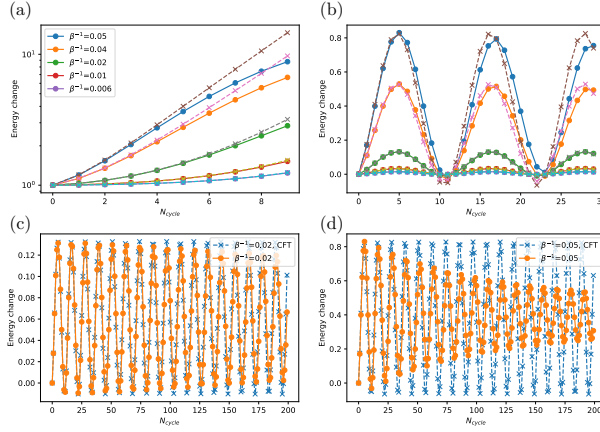 (a)
β⁻¹=0.05
β⁻¹=0.04
β⁻¹=0.02
β⁻¹=0.01
β⁻¹=0.006
10¹
10⁰
Energy change
0 2 4 6 8
N_cycle
(b)
0.8
0.6
0.4
0.2
0.0
Energy change
0 5 10 15 20 25 30
N_cycle
(c)
β⁻¹=0.02, CFT
β⁻¹=0.02
0.12
0.10
0.08
0.06
0.04
0.02
0.00
Energy change
0 25 50 75 100 125 150 175 200
N_cycle
(d)
β⁻¹=0.05, CFT
β⁻¹=0.05
0.8
0.6
0.4
0.2
0.0
Energy change
0 25 50 75 100 125 150 175 200
N_cycle